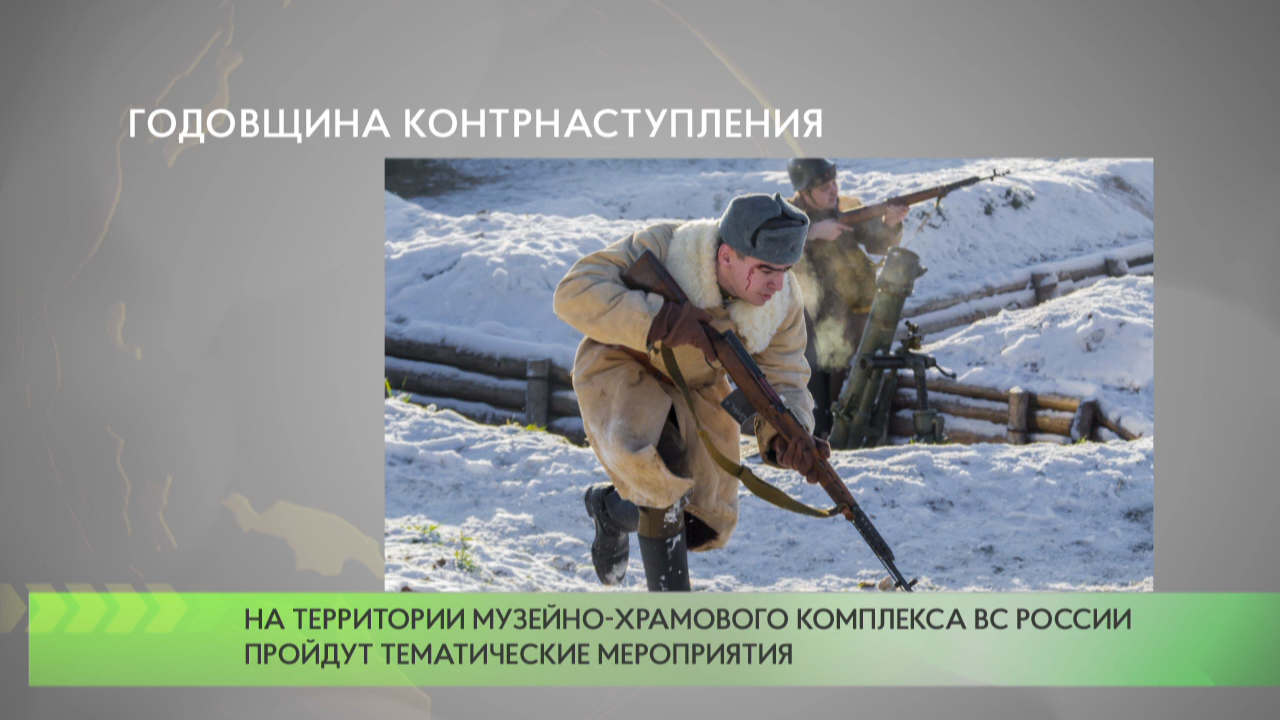 ГОДОВЩИНА КОНТРНАСТУПЛЕНИЯ
НА ТЕРРИТОРИИ МУЗЕЙНО-ХРАМОВОГО КОМПЛЕКСА ВС РОССИИ
ПРОЙДУТ ТЕМАТИЧЕСКИЕ МЕРОПРИЯТИЯ